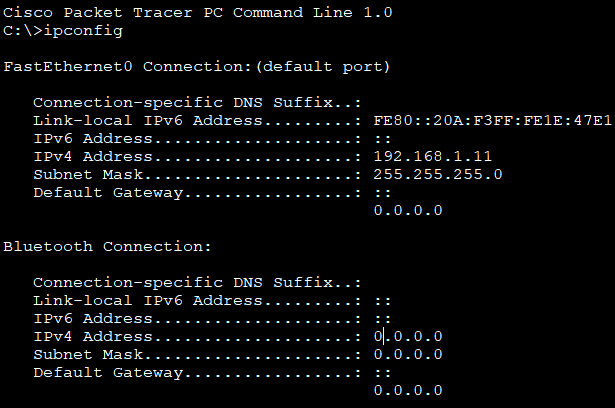 Cisco Packet Tracer PC Command Line 1.0
C:\>ipconfig
FastEthernet0 Connection:(default port)
Connection-specific DNS Suffix..:
Link-local IPv6 Address.........: FE80::20A:F3FF:FE1E:47E1
IPv6 Address....................: ::
IPv4 Address....................: 192.168.1.11
Subnet Mask.....................: 255.255.255.0
Default Gateway.................: ::
0.0.0.0
Bluetooth Connection:
Connection-specific DNS Suffix..:
Link-local IPv6 Address.........: ::
IPv6 Address....................: ::
IPv4 Address....................: 0.0.0.0
Subnet Mask.....................: 0.0.0.0
Default Gateway.................: ::
0.0.0.0